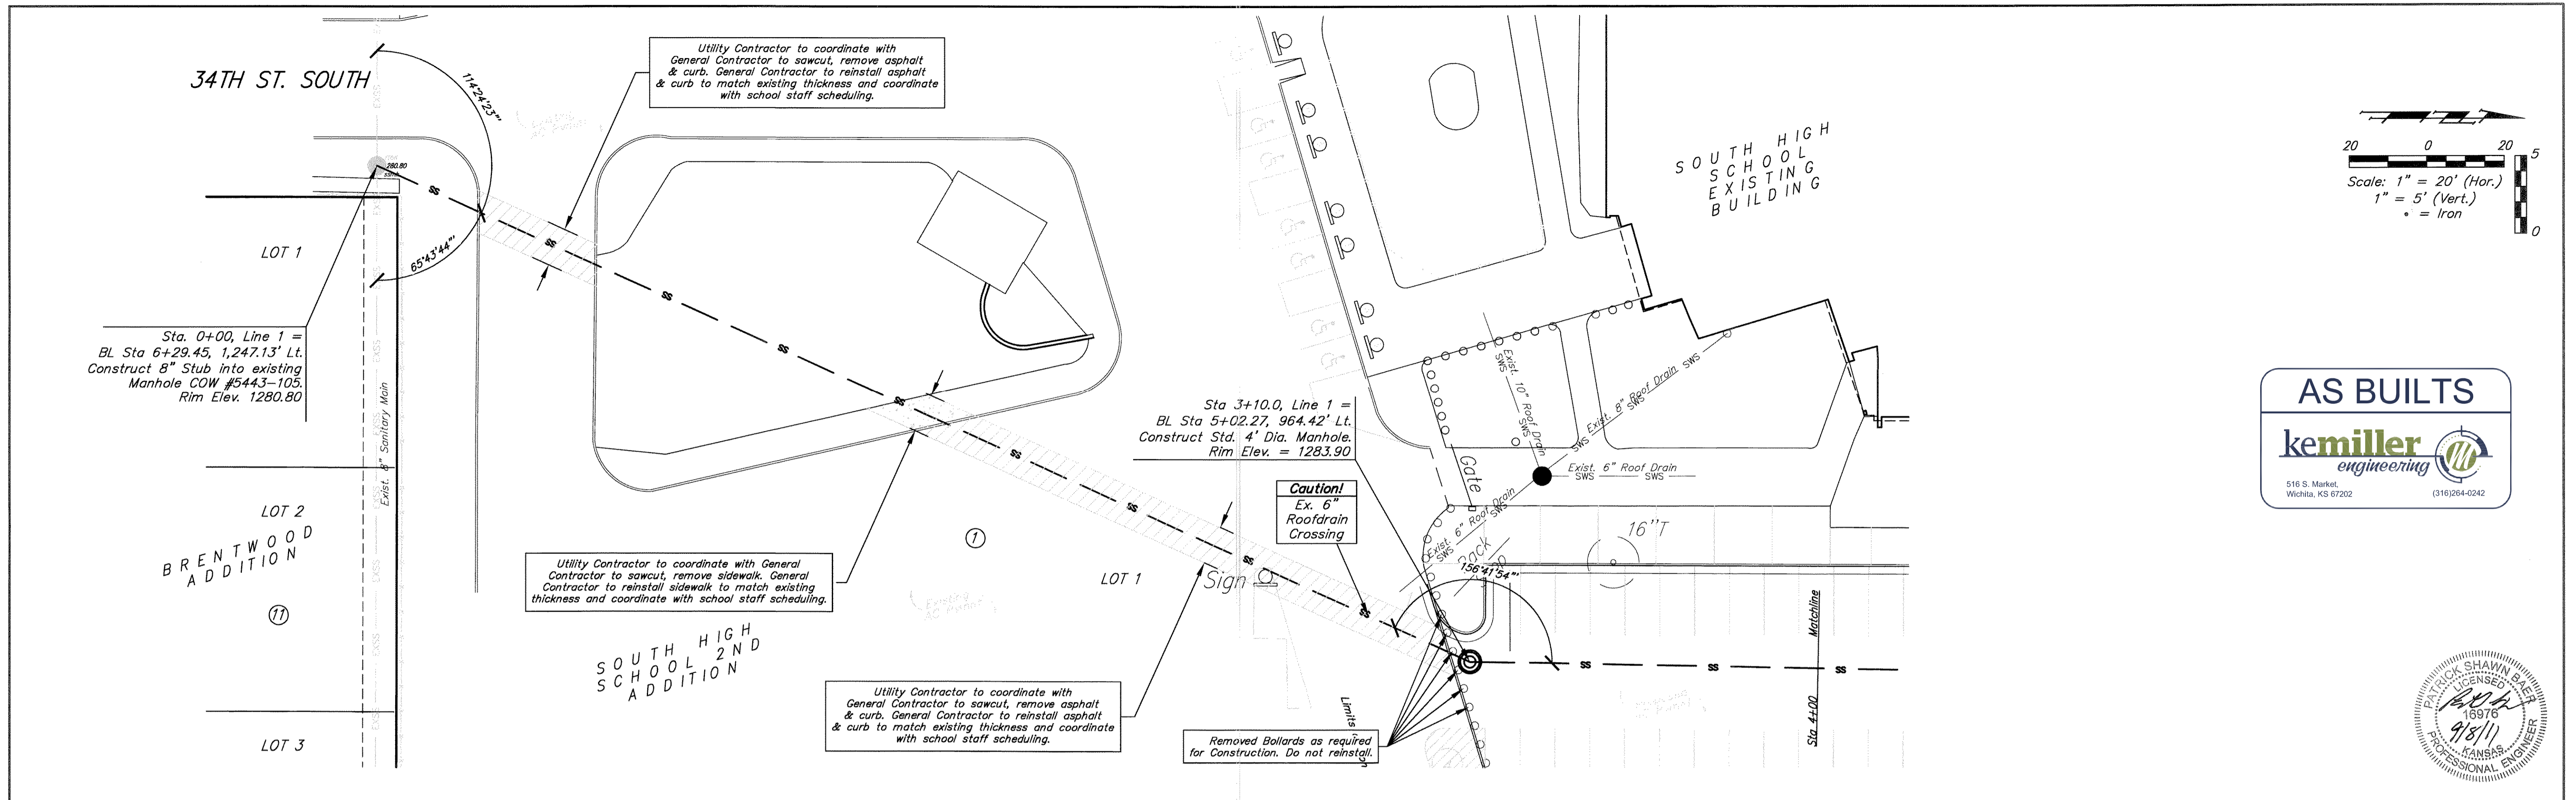 34TH ST. SOUTH
114°24'23"
65°43'44"
Utility Contractor to coordinate with
General Contractor to sawcut, remove asphalt
& curb. General Contractor to reinstall asphalt
& curb to match existing thickness and coordinate
with school staff scheduling.
280.80
EXSS
SS
LOT 1
Sta. 0+00, Line 1 =
BL Sta 6+29.45, 1,247.13' Lt.
Construct 8" Stub into existing
Manhole COW #5443-105.
Rim Elev. 1280.80
Exist. 8" Sanitary Main
LOT 2
BRENTWOOD
ADDITION
11
LOT 3
Utility Contractor to coordinate with General
Contractor to sawcut, remove sidewalk. General
Contractor to reinstall sidewalk to match existing
thickness and coordinate with school staff scheduling.
SOUTH HIGH
SCHOOL 2ND
ADDITION
1
LOT 1
Sign
Utility Contractor to coordinate with
General Contractor to sawcut, remove asphalt
& curb. General Contractor to reinstall asphalt
& curb to match existing thickness and coordinate
with school staff scheduling.
Sta 3+10.0, Line 1 =
BL Sta 5+02.27, 964.42' Lt.
Construct Std. 4' Dia. Manhole.
Rim Elev. = 1283.90
Caution!
Ex. 6"
Roofdrain
Crossing
Gate
Exist. 10" Roof Drain
SWS
Exist. 8" Roof Drain
SWS
Exist. 6" Roof Drain
SWS
Exist. 6" Roof Drain
SWS
156°41'54"
16"T
Limits
Removed Bollards as required
for Construction. Do not reinstall.
Sta 4+00 Matchline
SOUTH HIGH
SCHOOL
EXISTING
BUILDING
20 0 20
5
0
Scale: 1" = 20' (Hor.)
1" = 5' (Vert.)
= Iron
AS BUILTS
kemiller
engineering
516 S. Market,
Wichita, KS 67202
(316)264-0242
PATRICK SHAWN BAER
LICENSED
16976
9/8/11
KANSAS
PROFESSIONAL ENGINEER